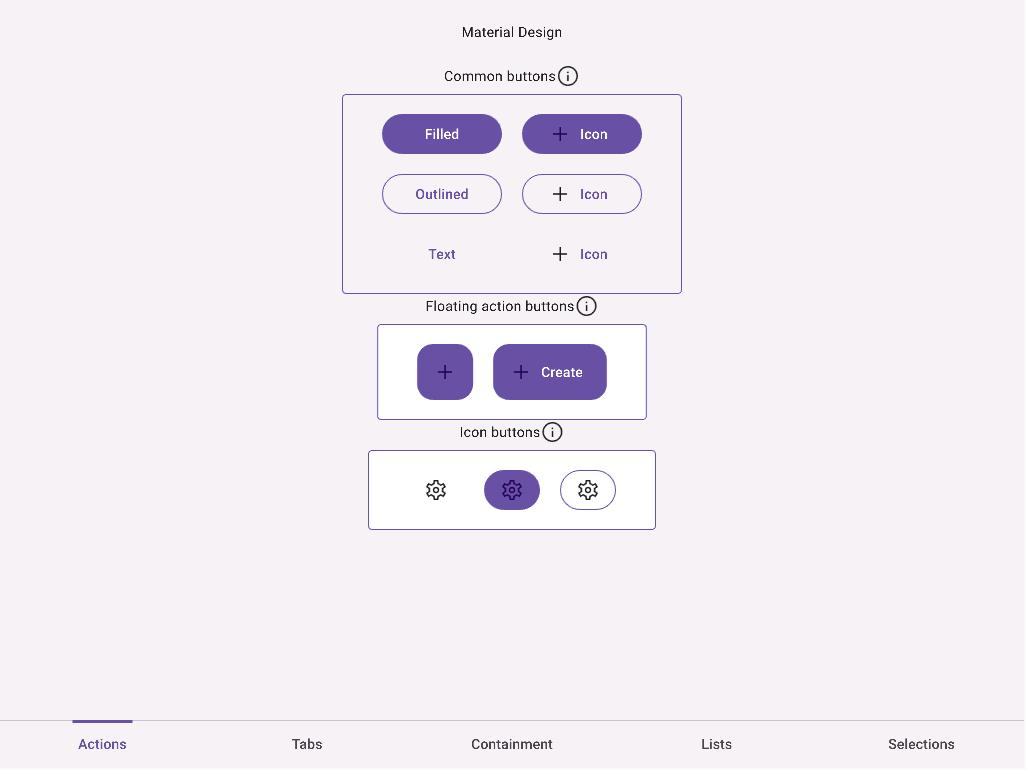 Material Design
Common buttons
Filled
Icon
Outlined
Icon
Text
Icon
Floating action buttons
Create
Icon buttons
Actions
Tabs
Containment
Lists
Selections